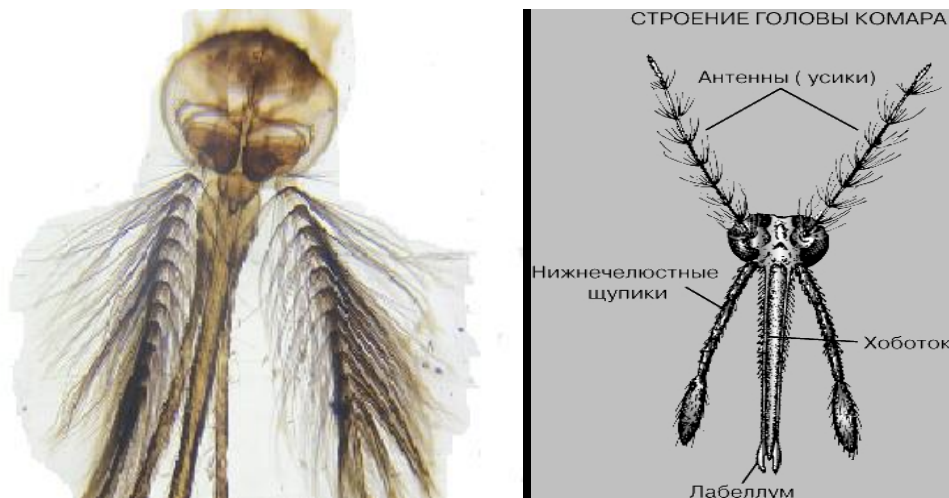 СТРОЕНИЕ ГОЛОВЫ КОМАРА
Антенны ( усики)
Нижнечелюстные
щупики
Хоботок
Лабеллум